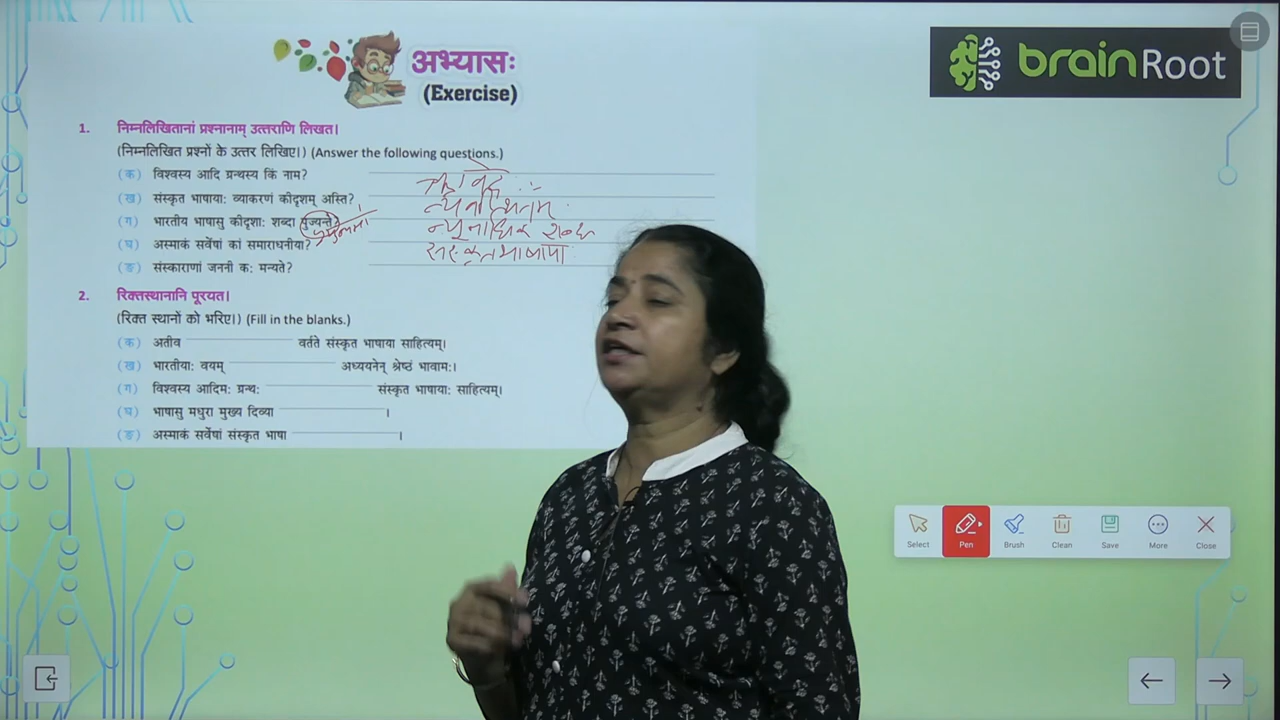 अभ्यासः
(Exercise)
brainRoot
1. निम्नलिखितानां प्रश्नानाम् उत्तराणि लिखत।
(निम्नलिखित प्रश्नों के उत्तर लिखिए।) (Answer the following questions.)
(क) विश्वस्य आदि ग्रन्थस्य किं नाम?
(ख) संस्कृत भाषाया: व्याकरणं कीदृशम् अस्ति?
(ग) भारतीय भाषासु कीदृशा: शब्दा पुज्यन्ते?
न्यूनाधिक शब्द
(घ) अस्माकं सर्वेषां कां समाराधनीया?
संस्कृतभाषा
(ङ) संस्काराणां जननी क: मन्यते?
2. रिक्तस्थानानि पूरयत।
(रिक्त स्थानों को भरिए।) (Fill in the blanks.)
(क) अतीव वर्तते संस्कृत भाषाया साहित्यम्।
(ख) भारतीया: वयम् अध्ययनेन् श्रेष्ठं भावाम:।
(ग) विश्वस्य आदिम: ग्रन्थ: संस्कृत भाषाया: साहित्यम्।
(घ) भाषासु मधुरा मुख्य दिव्या ।
(ङ) अस्माकं सर्वेषां संस्कृत भाषा ।
Select Pen Brush Clean Save More Close